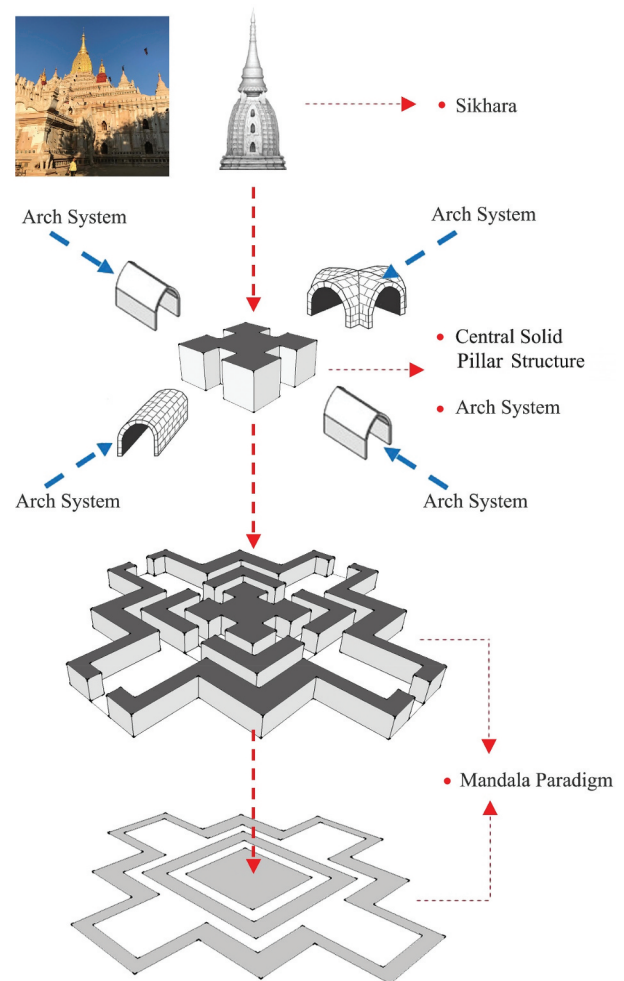 • Sikhara
Arch System
Arch System
• Central Solid
Pillar Structure
• Arch System
Arch System
Arch System
• Mandala Paradigm